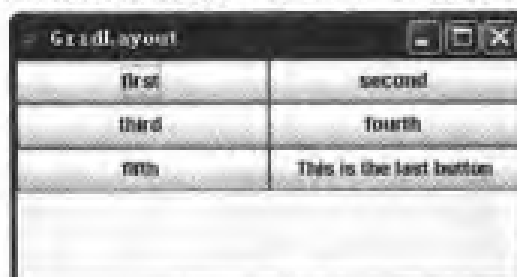 GridLayout
first second
third fourth
fifth This is the last button